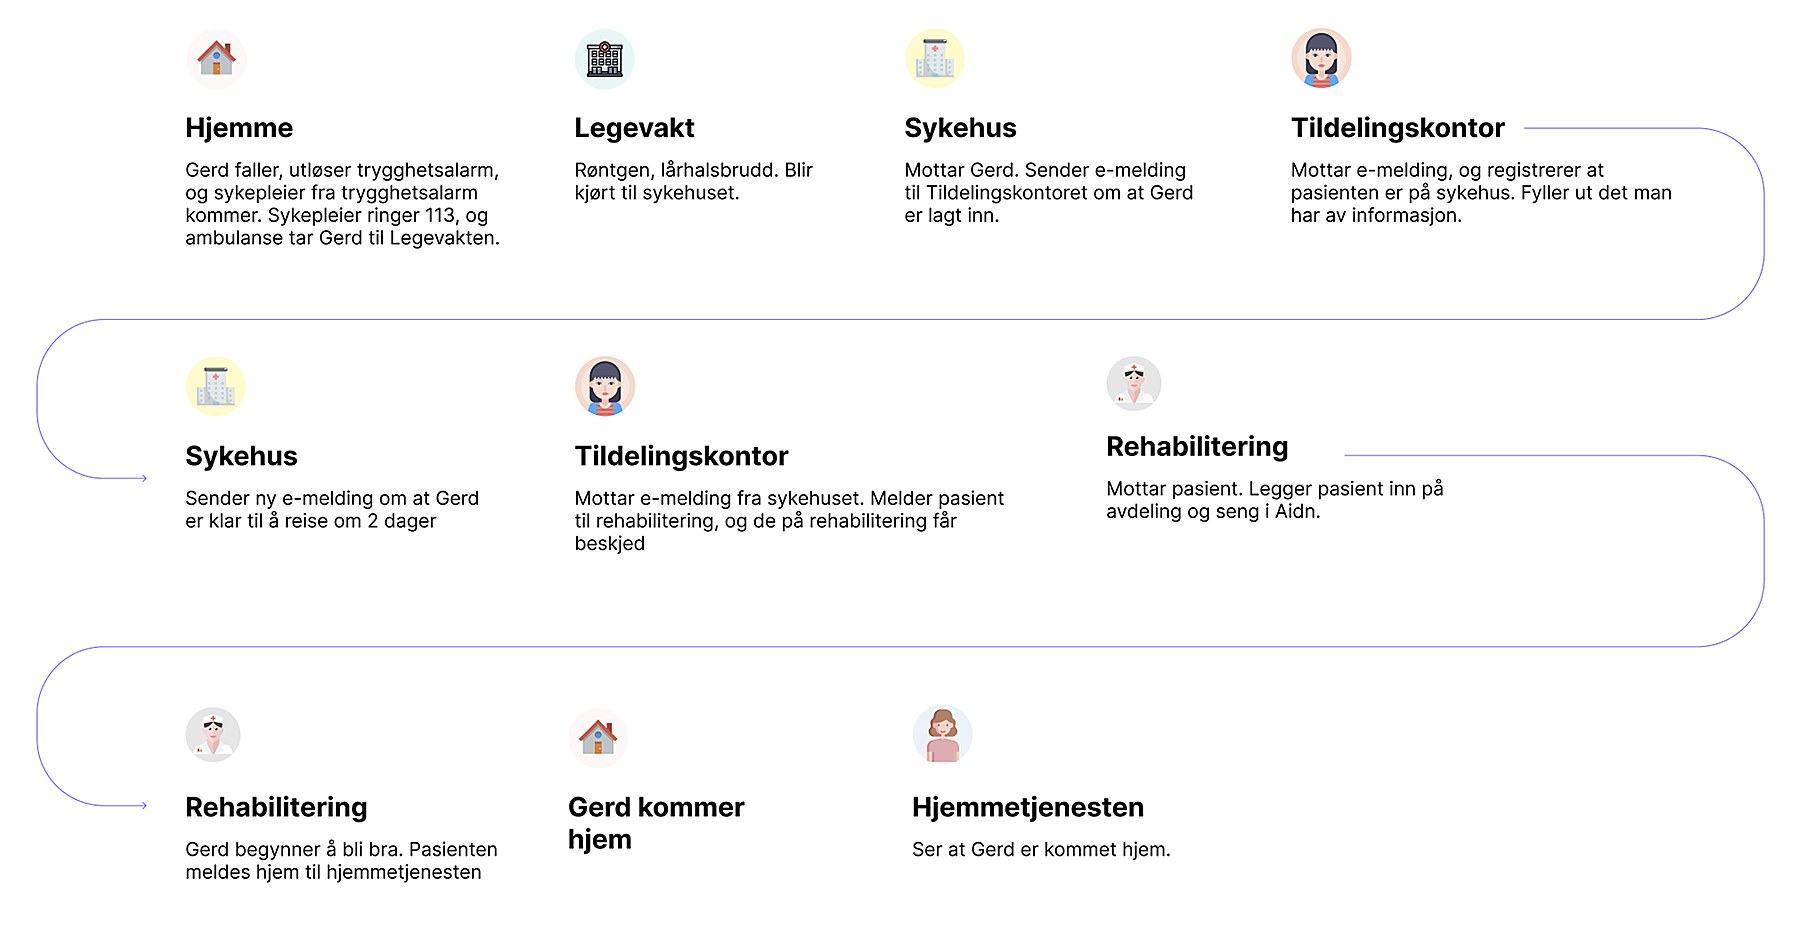 Hjemme
Gerd faller, utløser trygghetsalarm,
og sykepleier fra trygghetsalarm
kommer. Sykepleier ringer 113, og
ambulanse tar Gerd til Legevakten.
Legevakt
Røntgen, lårhalsbrudd. Blir
kjørt til sykehuset.
Sykehus
Mottar Gerd. Sender e-melding
til Tildelingskontoret om at Gerd
er lagt inn.
Tildelingskontor
Mottar e-melding, og registrerer at
pasienten er på sykehus. Fyller ut det man
har av informasjon.
Sykehus
Sender ny e-melding om at Gerd
er klar til å reise om 2 dager
Tildelingskontor
Mottar e-melding fra sykehuset. Melder pasient
til rehabilitering, og de på rehabilitering får
beskjed
Rehabilitering
Mottar pasient. Legger pasient inn på
avdeling og seng i Aidn.
Rehabilitering
Gerd begynner å bli bra. Pasienten
meldes hjem til hjemmetjenesten
Gerd kommer
hjem
Hjemmetjenesten
Ser at Gerd er kommet hjem.